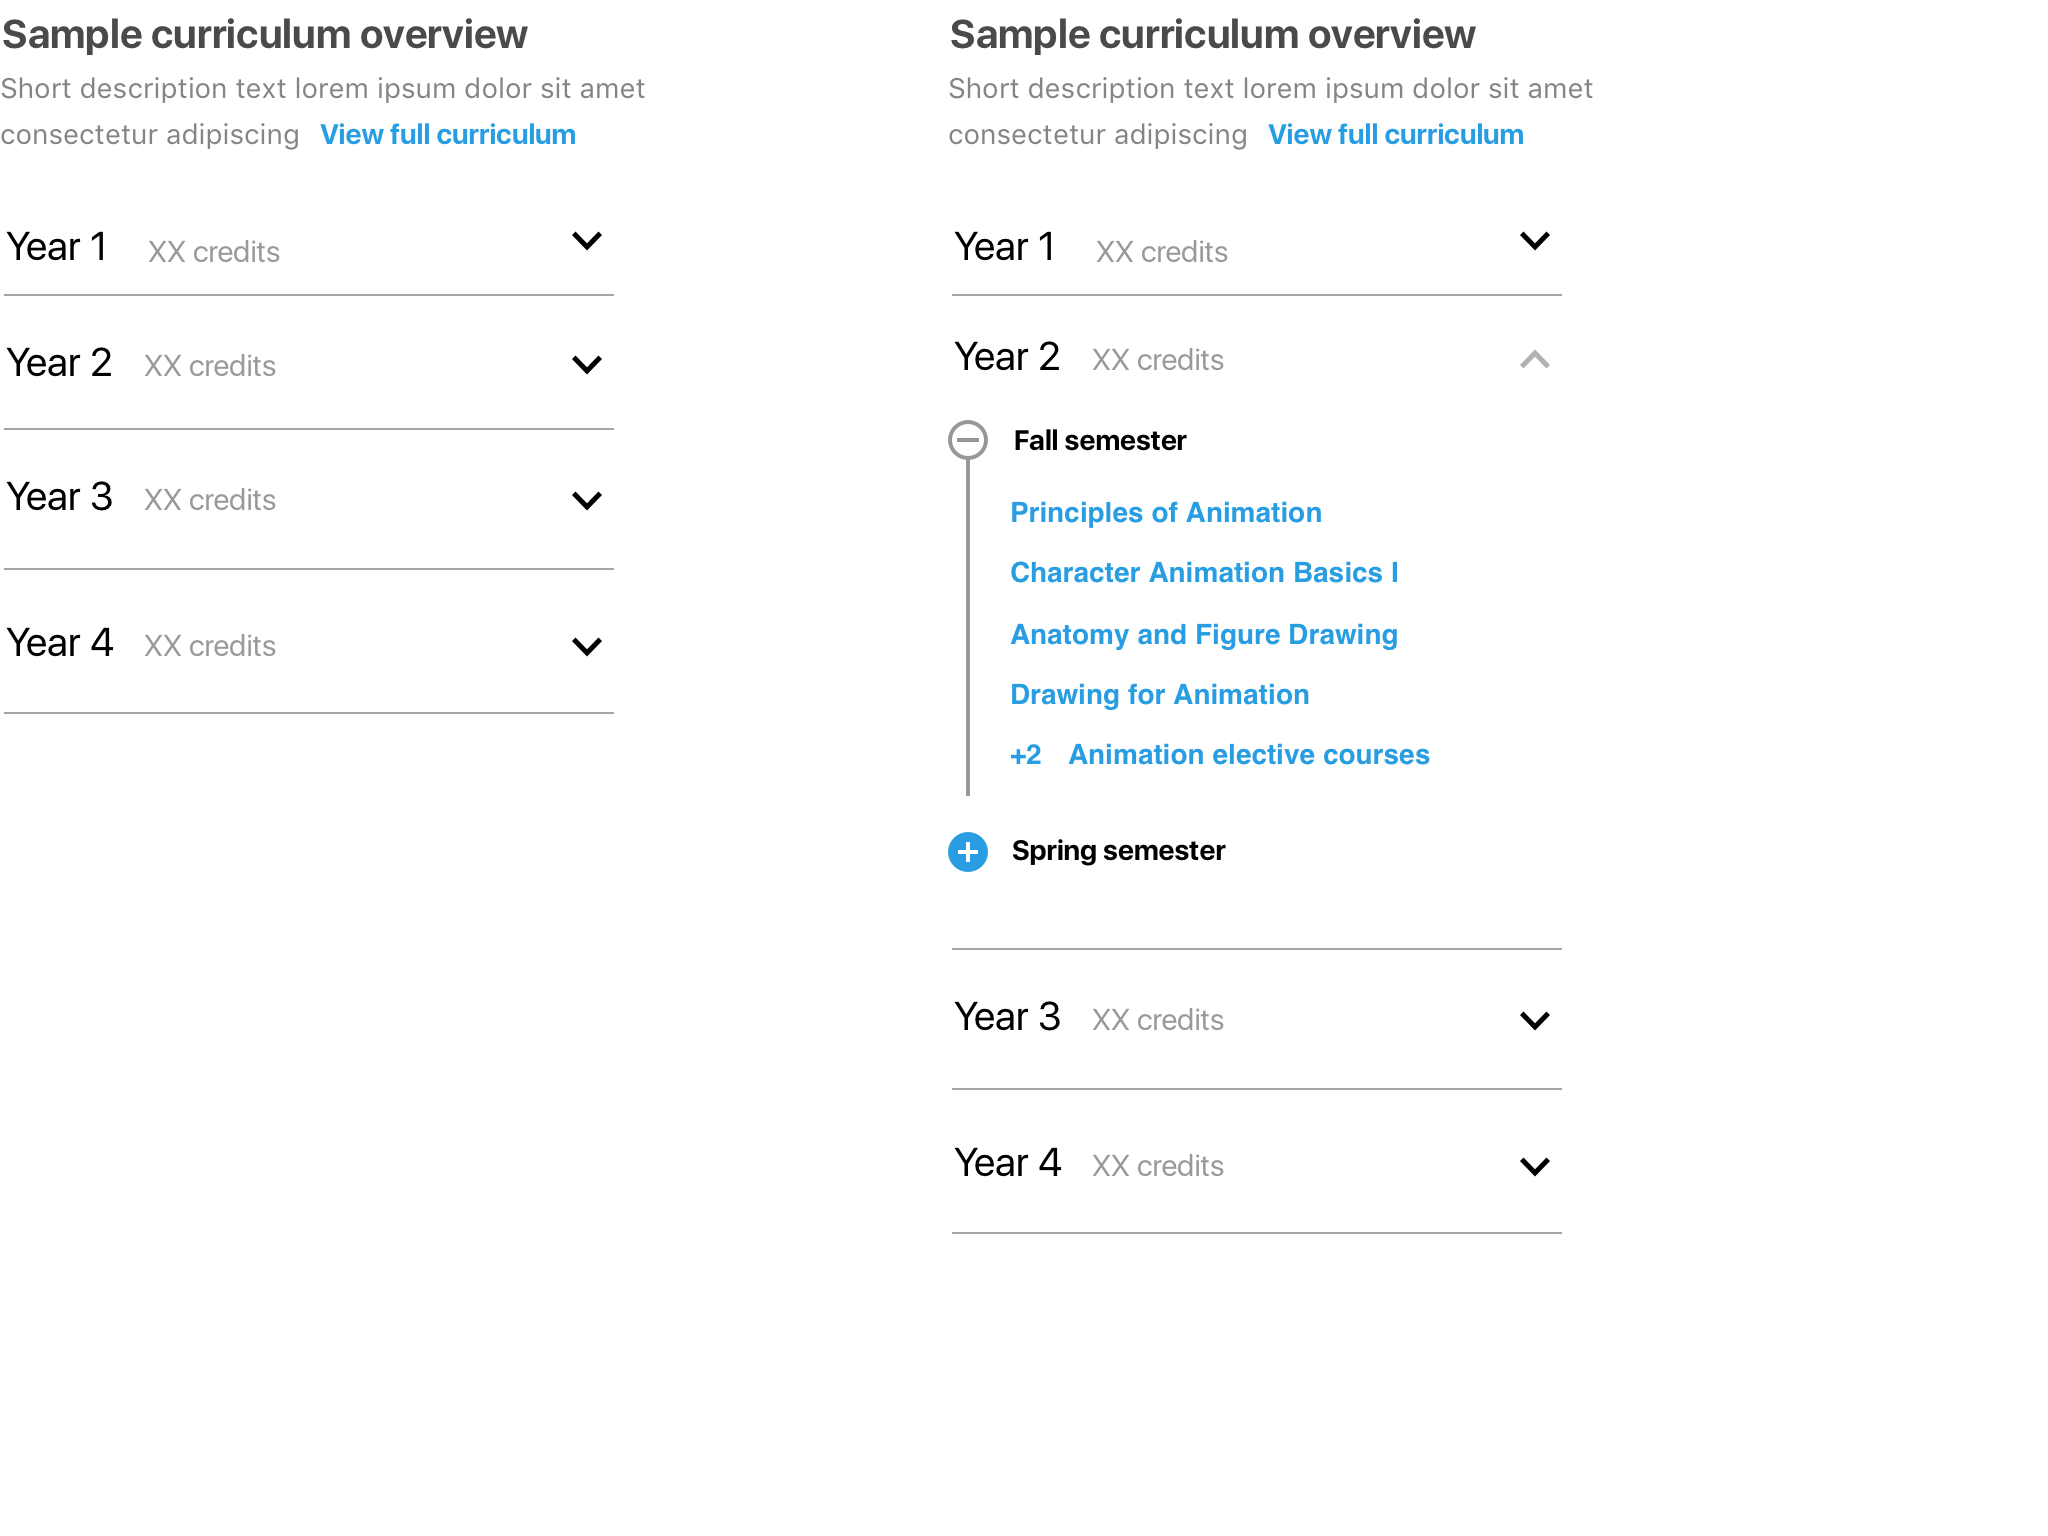 Sample curriculum overview
Short description text lorem ipsum dolor sit amet
consectetur adipiscing View full curriculum
Year 1 XX credits
Year 2 XX credits
Year 3 XX credits
Year 4 XX credits
Sample curriculum overview
Short description text lorem ipsum dolor sit amet
consectetur adipiscing View full curriculum
Year 1 XX credits
Year 2 XX credits
Fall semester
Principles of Animation
Character Animation Basics I
Anatomy and Figure Drawing
Drawing for Animation
+2 Animation elective courses
Spring semester
Year 3 XX credits
Year 4 XX credits